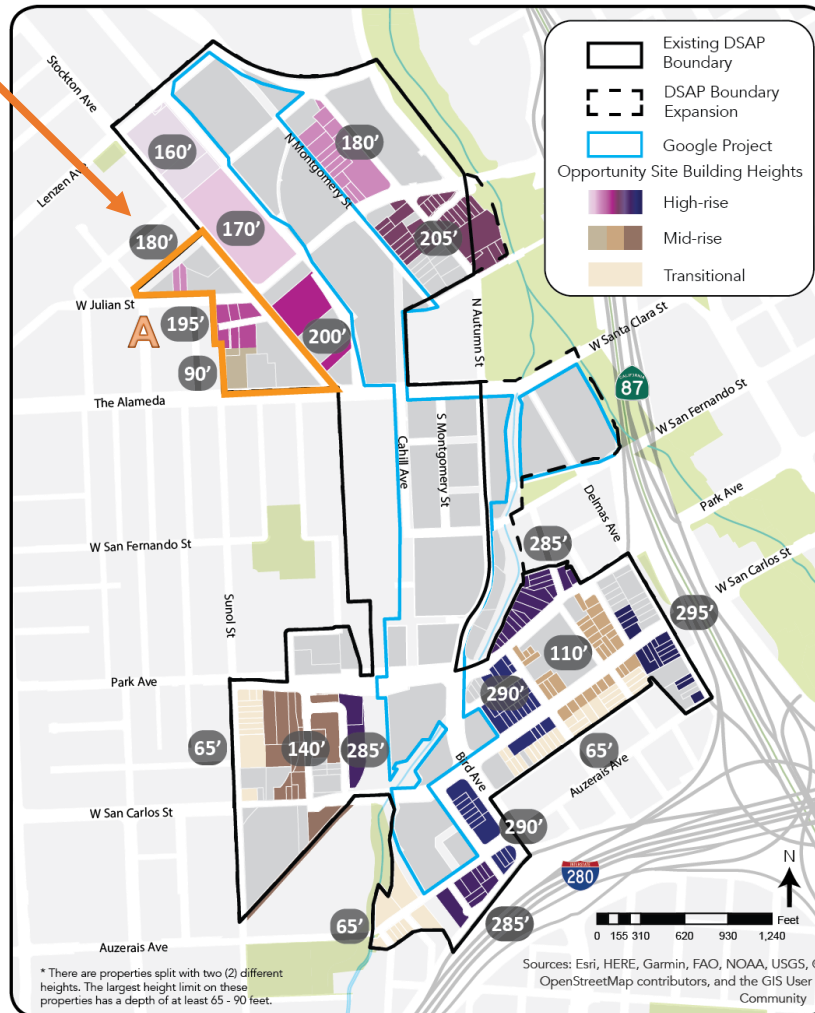 Existing DSAP
Boundary
DSAP Boundary
Expansion
Google Project
Opportunity Site Building Heights
High-rise
Mid-rise
Transitional
Stockton Ave
Lenzen Ave
160’
N Montgomery St
180’
180’
170’
205’
W Julian St
A
195’
200’
N Autumn St
W Santa Clara St
90’
The Alameda
CALIFORNIA
87
W San Fernando St
Cahill Ave
S Montgomery St
Delmas Ave
Park Ave
W San Fernando St
285’
W San Carlos St
Sunol St
295’
110’
Park Ave
290’
65’
140’
285’
65’
Bird Ave
Auzerais Ave
W San Carlos St
290’
280
N
65’
285’
Feet
0 155 310 620 930 1,240
Auzerais Ave
* There are properties split with two (2) different
heights. The largest height limit on these
properties has a depth of at least 65 - 90 feet.
Sources: Esri, HERE, Garmin, FAO, NOAA, USGS, ©
OpenStreetMap contributors, and the GIS User
Community